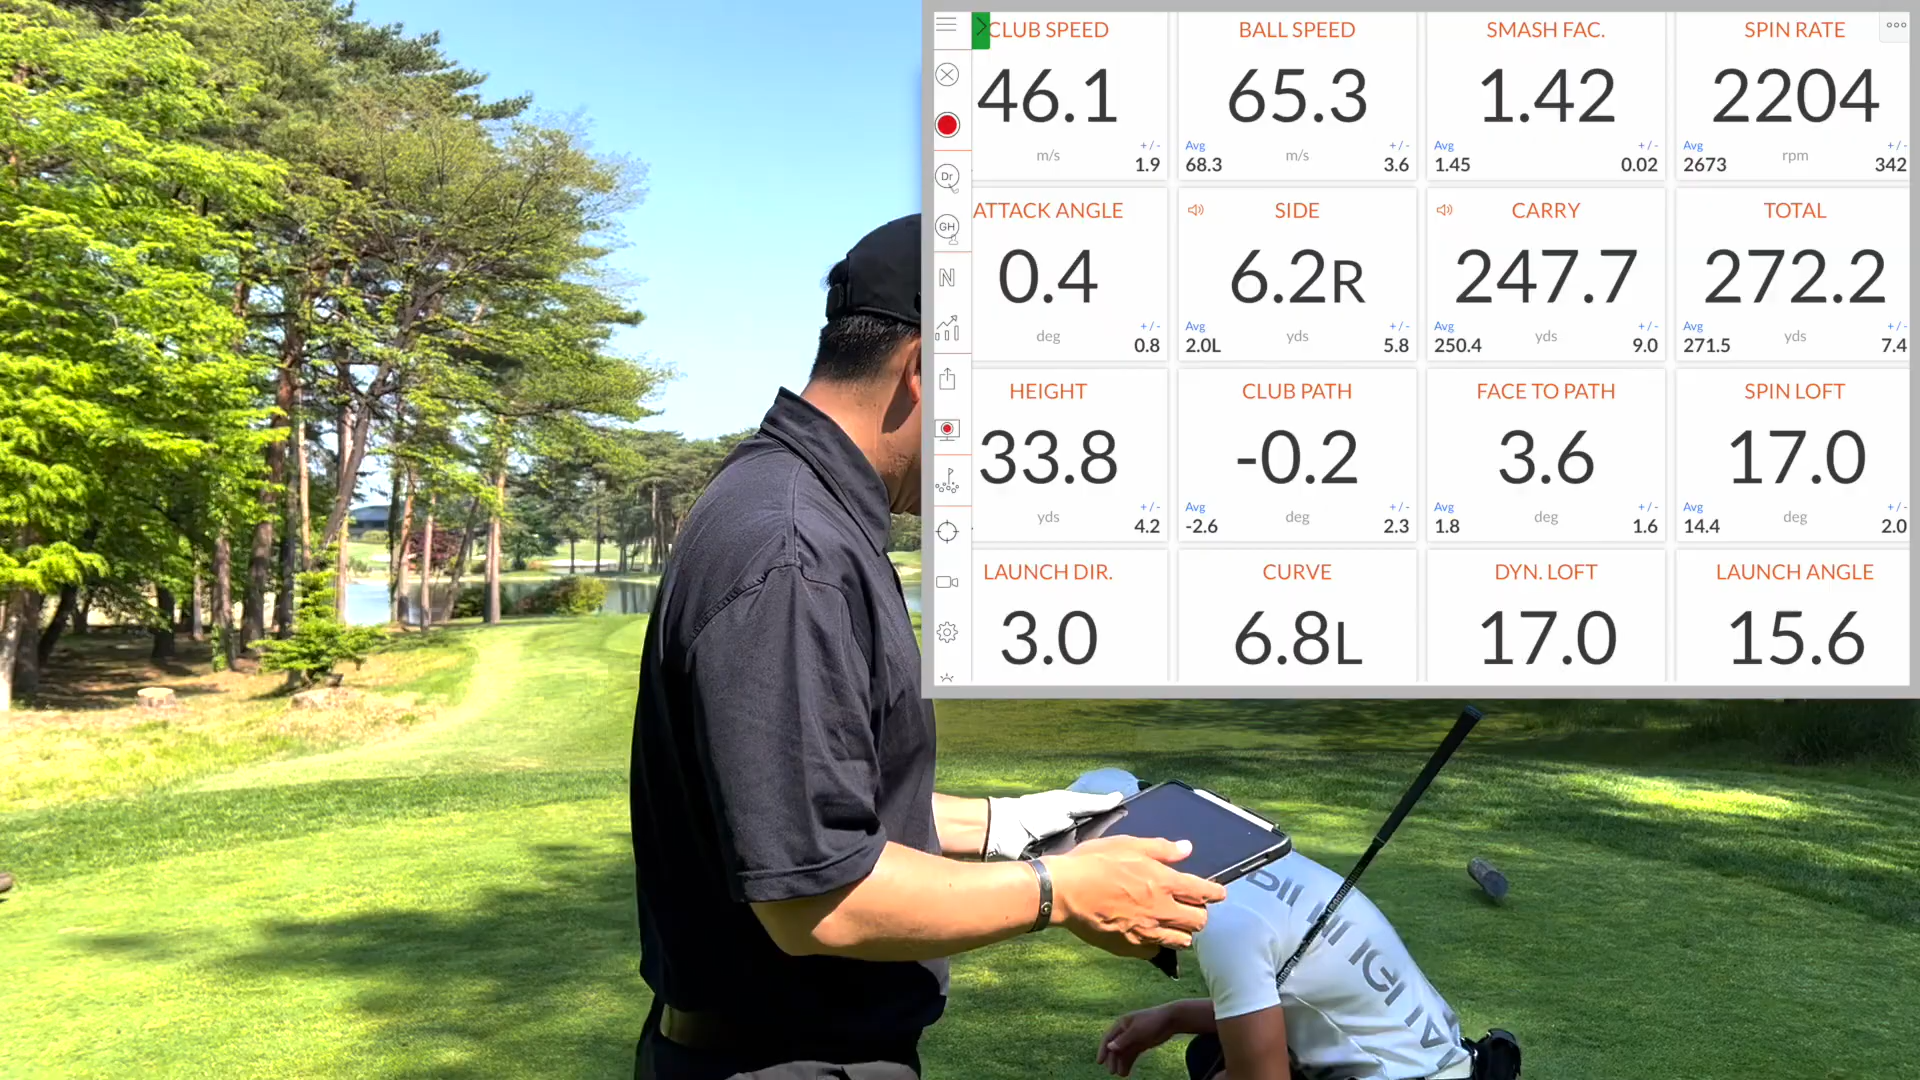 CLUB SPEED
46.1
m/s
+/-
1.9
BALL SPEED
65.3
Avg
68.3
m/s
+/-
3.6
SMASH FAC.
1.42
Avg
1.45
+/-
0.02
SPIN RATE
2204
Avg
2673
rpm
+/-
342
ATTACK ANGLE
0.4
deg
+/-
0.8
SIDE
6.2R
Avg
2.0L
yds
+/-
5.8
CARRY
247.7
Avg
250.4
yds
+/-
9.0
TOTAL
272.2
Avg
271.5
yds
+/-
7.4
HEIGHT
33.8
yds
+/-
4.2
CLUB PATH
-0.2
Avg
-2.6
deg
+/-
2.3
FACE TO PATH
3.6
Avg
1.8
deg
+/-
1.6
SPIN LOFT
17.0
Avg
14.4
deg
+/-
2.0
LAUNCH DIR.
3.0
CURVE
6.8L
DYN. LOFT
17.0
LAUNCH ANGLE
15.6
Dr
GH
N